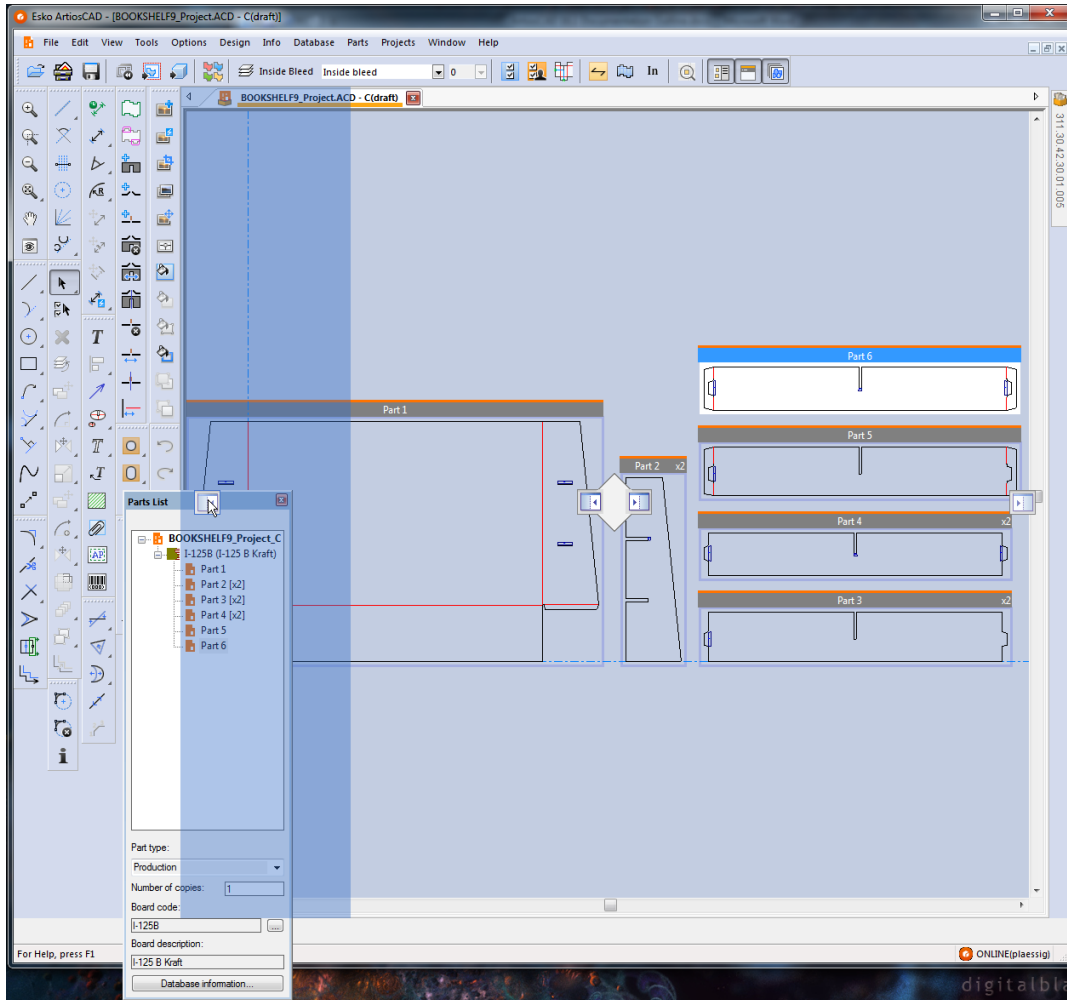 Esko ArtiosCAD - [BOOKSHELF9_Project.ACD - C(draft)]
File Edit View Tools Options Design Info Database Parts Projects Window Help
Inside Bleed Inside bleed 0 In
BOOKSHELF9_Project.ACD - C(draft)
311.30.42.30.01.005
Part 6
Part 1
Part 5
Part 2 x2
Parts List
Part 4 x2
BOOKSHELF9_Project_C
I-125B (I-125 B Kraft)
Part 1
Part 2 [x2]
Part 3 [x2]
Part 4 [x2]
Part 5
Part 6
Part 3 x2
Part type:
Production
Number of copies: 1
Board code:
I-125B ...
Board description:
I-125 B Kraft
Database information...
For Help, press F1
ONLINE(plaessig)
digitalbla